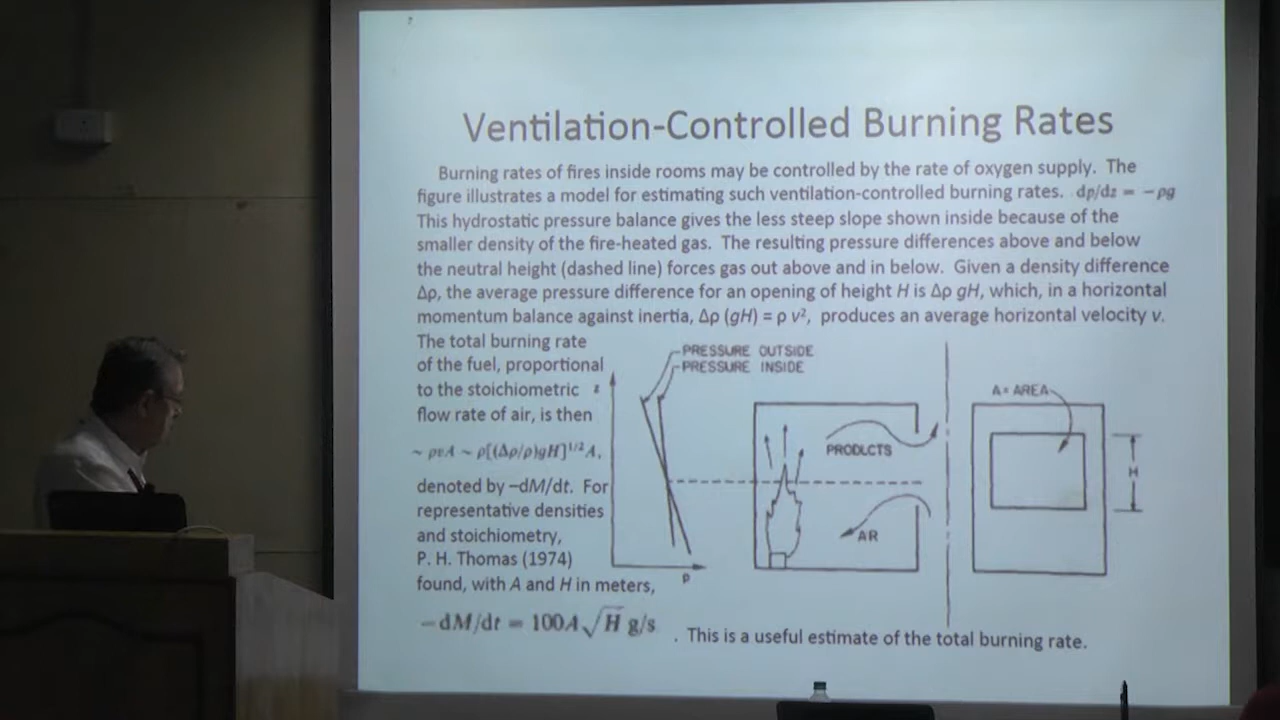 Ventilation-Controlled Burning Rates
Burning rates of fires inside rooms may be controlled by the rate of oxygen supply. The
figure illustrates a model for estimating such ventilation-controlled burning rates. dp/dz = −ρg
This hydrostatic pressure balance gives the less steep slope shown inside because of the
smaller density of the fire-heated gas. The resulting pressure differences above and below
the neutral height (dashed line) forces gas out above and in below. Given a density difference
Δρ, the average pressure difference for an opening of height H is Δρ gH, which, in a horizontal
momentum balance against inertia, Δρ (gH) = ρ v², produces an average horizontal velocity v.
The total burning rate
of the fuel, proportional
to the stoichiometric
flow rate of air, is then
~ ρvA ~ ρ[(Δρ/ρ)gH]^1/2 A,
denoted by –dM/dt. For
representative densities
and stoichiometry,
P. H. Thomas (1974)
found, with A and H in meters,
−dM/dt = 100A√H g/s
. This is a useful estimate of the total burning rate.
PRESSURE OUTSIDE
PRESSURE INSIDE
z
p
PRODUCTS
AIR
A = AREA
H